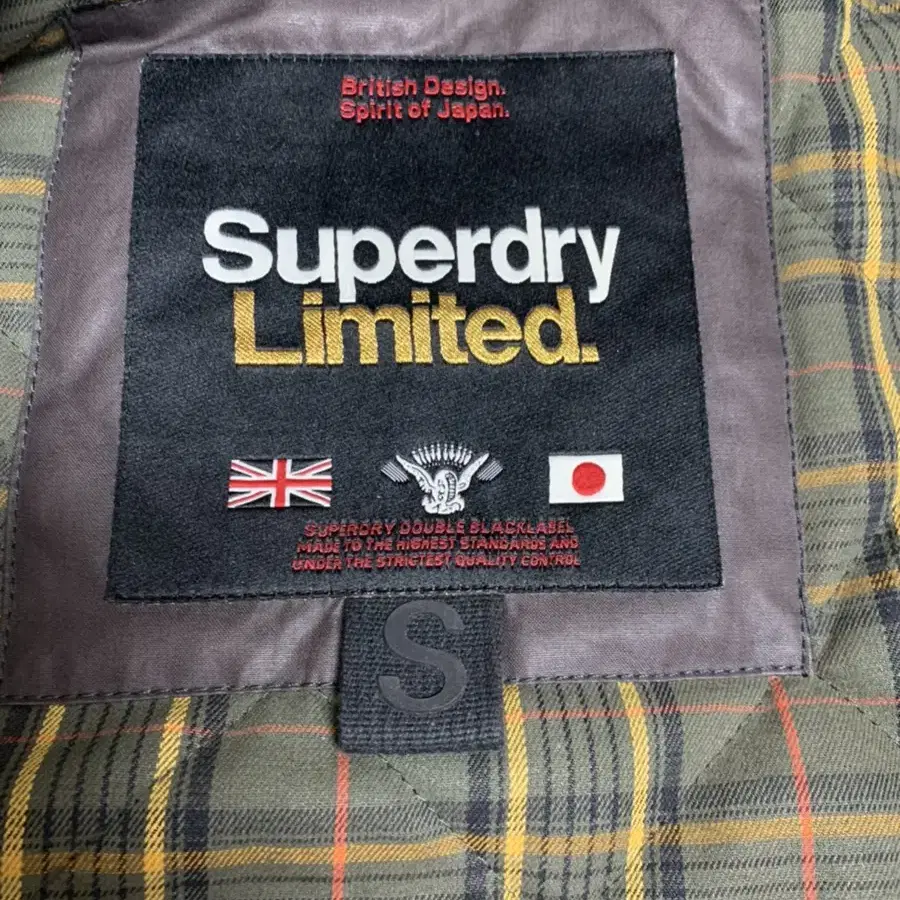 British Design.
Spirit of Japan.
Superdry
Limited.
SUPERDRY DOUBLE BLACKLABEL
MADE TO THE HIGHEST STANDARDS AND
UNDER THE STRICTEST QUALITY CONTROL
S